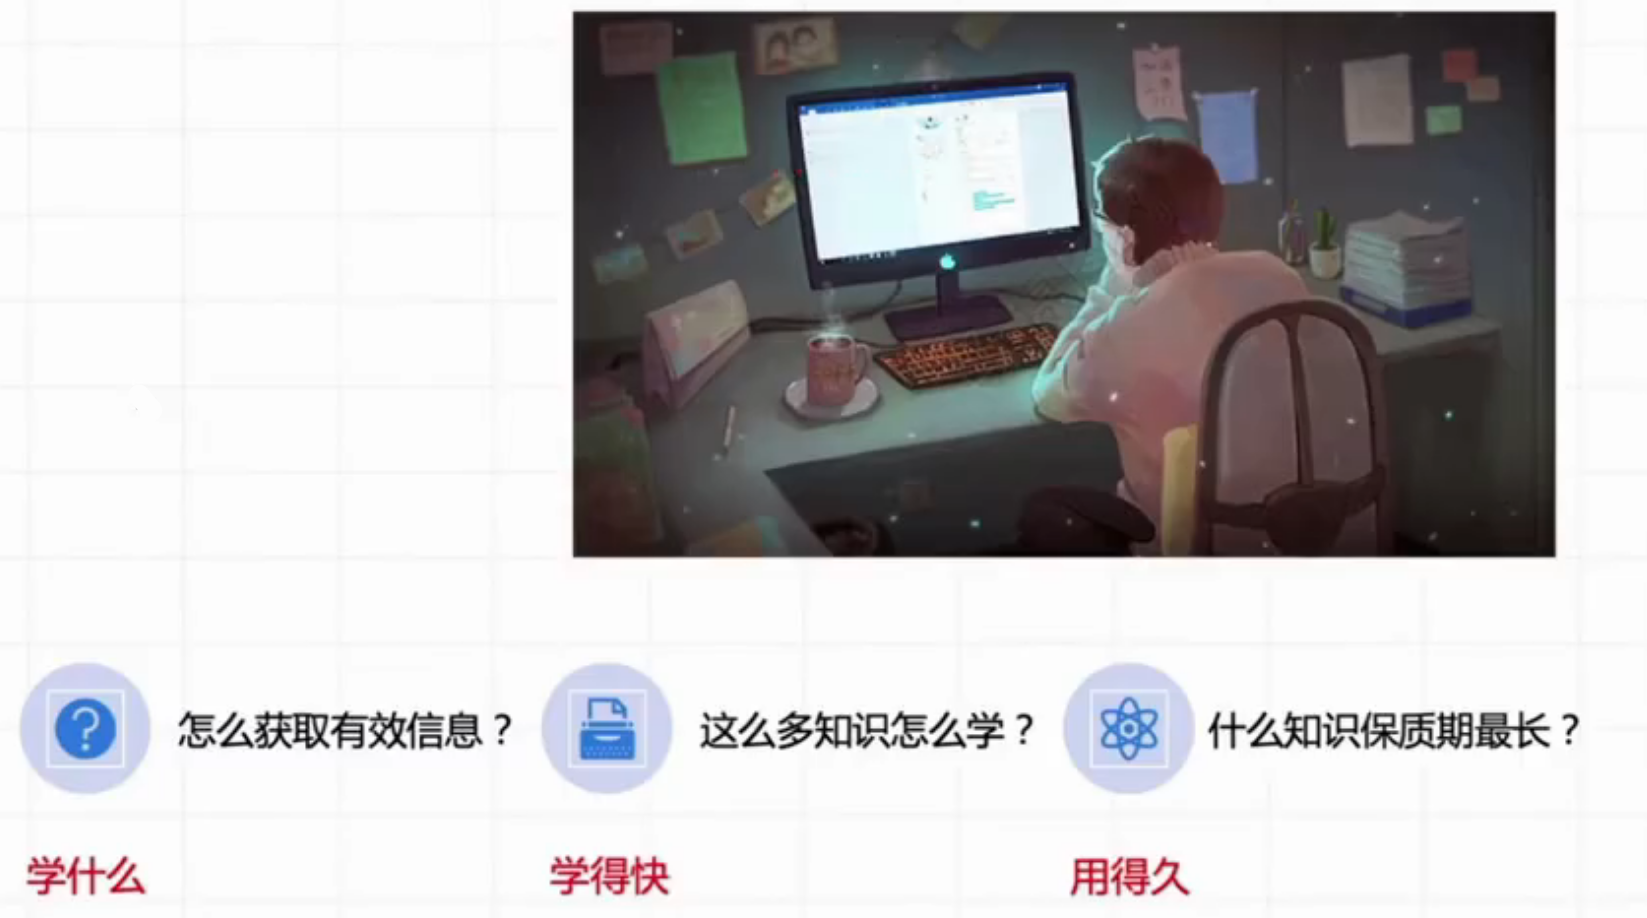 怎么获取有效信息？
这么多知识怎么学？
什么知识保质期最长？
学什么
学得快
用得久